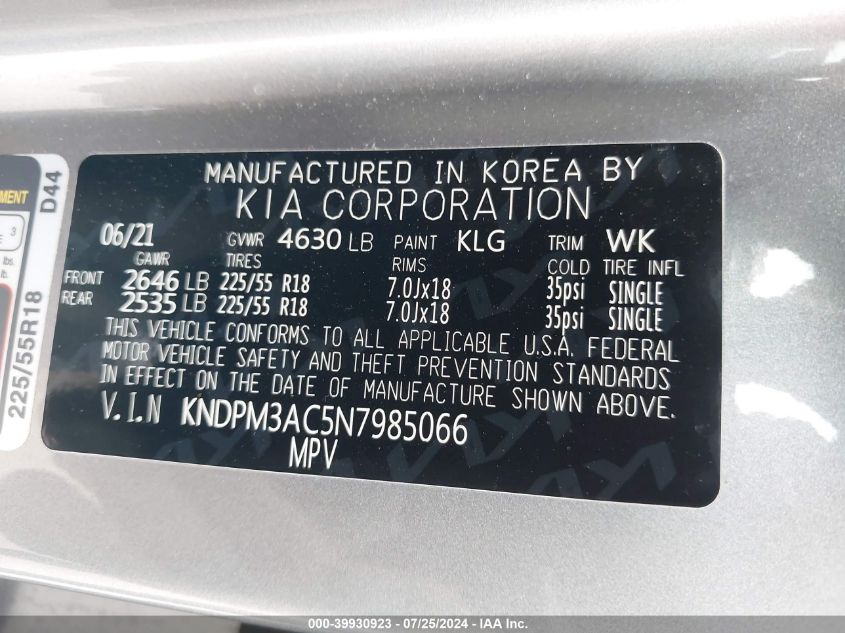 MANUFACTURED IN KOREA BY
KIA CORPORATION
06/21 GVWR 4630 LB PAINT KLG TRIM WK
GAWR TIRES RIMS COLD TIRE INFL
FRONT 2646 LB 225/55 R18 7.0Jx18 35psi SINGLE
REAR 2535 LB 225/55 R18 7.0Jx18 35psi SINGLE
THIS VEHICLE CONFORMS TO ALL APPLICABLE U.S.A. FEDERAL
MOTOR VEHICLE SAFETY AND THEFT PREVENTION STANDARDS
IN EFFECT ON THE DATE OF MANUFACTURE SHOWN ABOVE.
V.I.N KNDPM3AC5N7985066
MPV
225/55R18 D44
3
lbs.
lb.
000-39930923 - 07/25/2024 - IAA Inc.